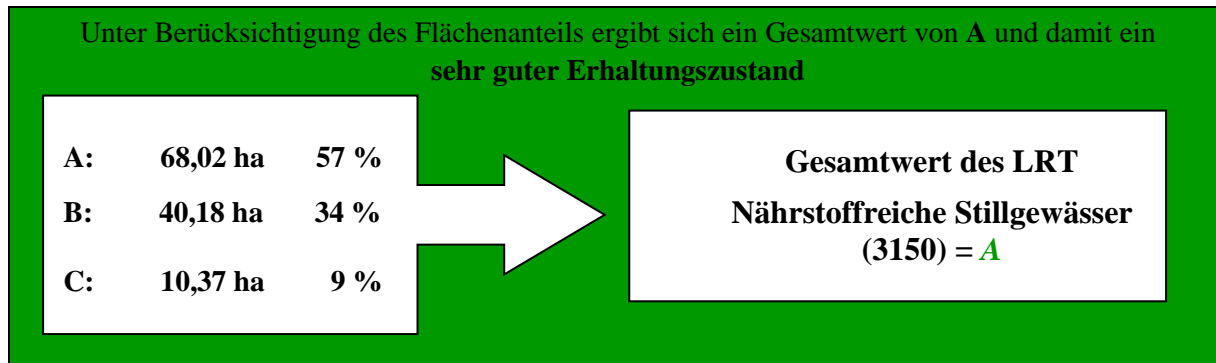 Unter Berücksichtigung des Flächenanteils ergibt sich ein Gesamtwert von A und damit ein
sehr guter Erhaltungszustand
A: 68,02 ha 57 %
B: 40,18 ha 34 %
C: 10,37 ha 9 %
Gesamtwert des LRT
Nährstoffreiche Stillgewässer
(3150) = A